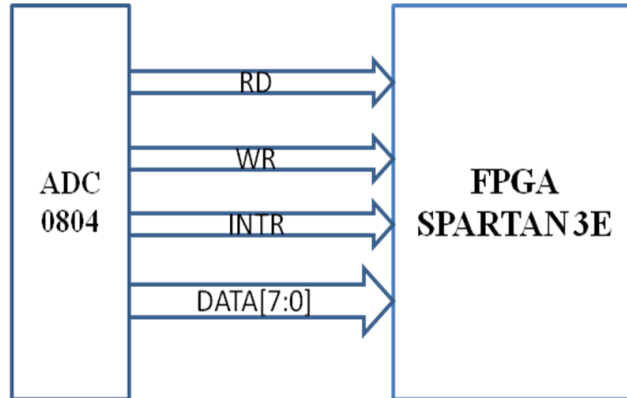 ADC
0804
RD
WR
INTR
DATA[7:0]
FPGA
SPARTAN 3E